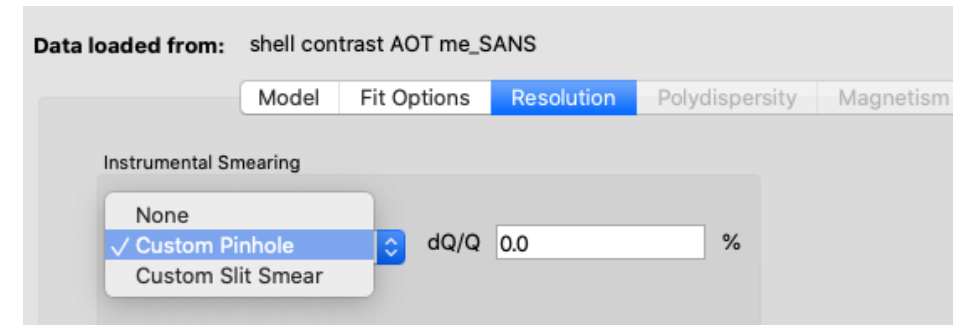 Data loaded from: shell contrast AOT me_SANS
Model Fit Options Resolution Polydispersity Magnetism
Instrumental Smearing
None
✓ Custom Pinhole dQ/Q 0.0 %
Custom Slit Smear